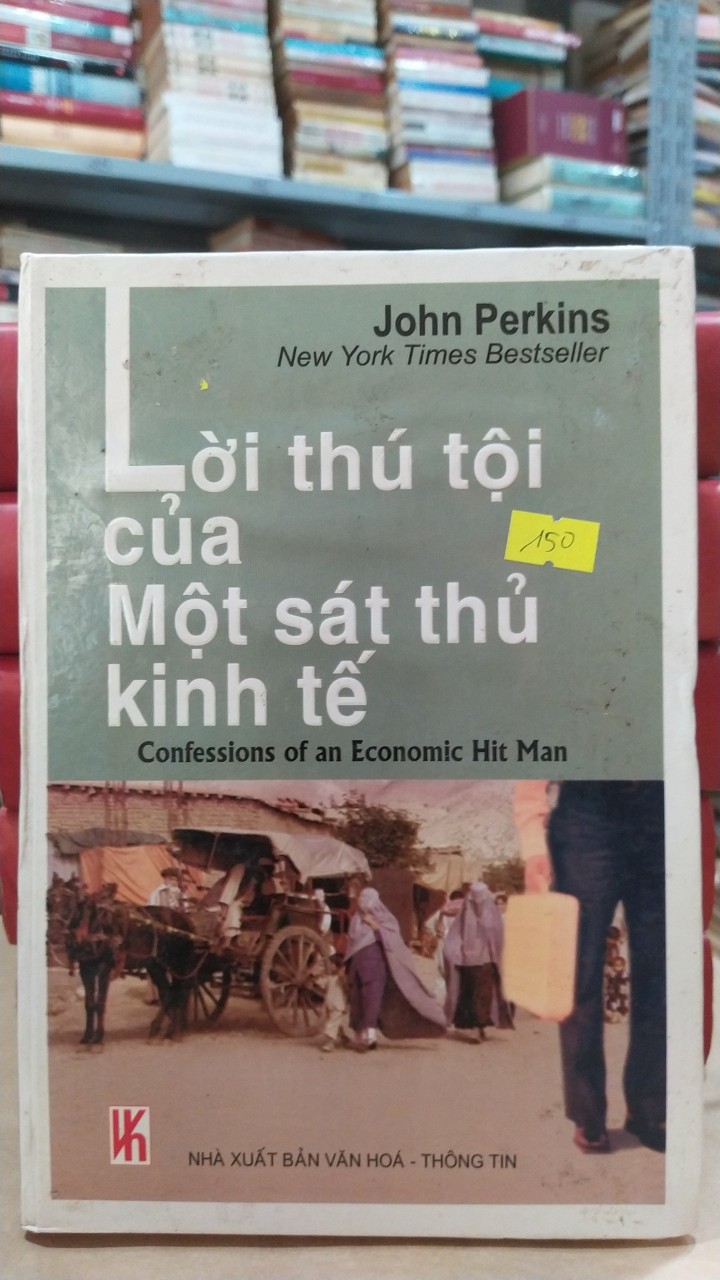 John Perkins
New York Times Bestseller
Lời thú tội
của
Một sát thủ
kinh tế
150
Confessions of an Economic Hit Man
VH
NHÀ XUẤT BẢN VĂN HOÁ - THÔNG TIN